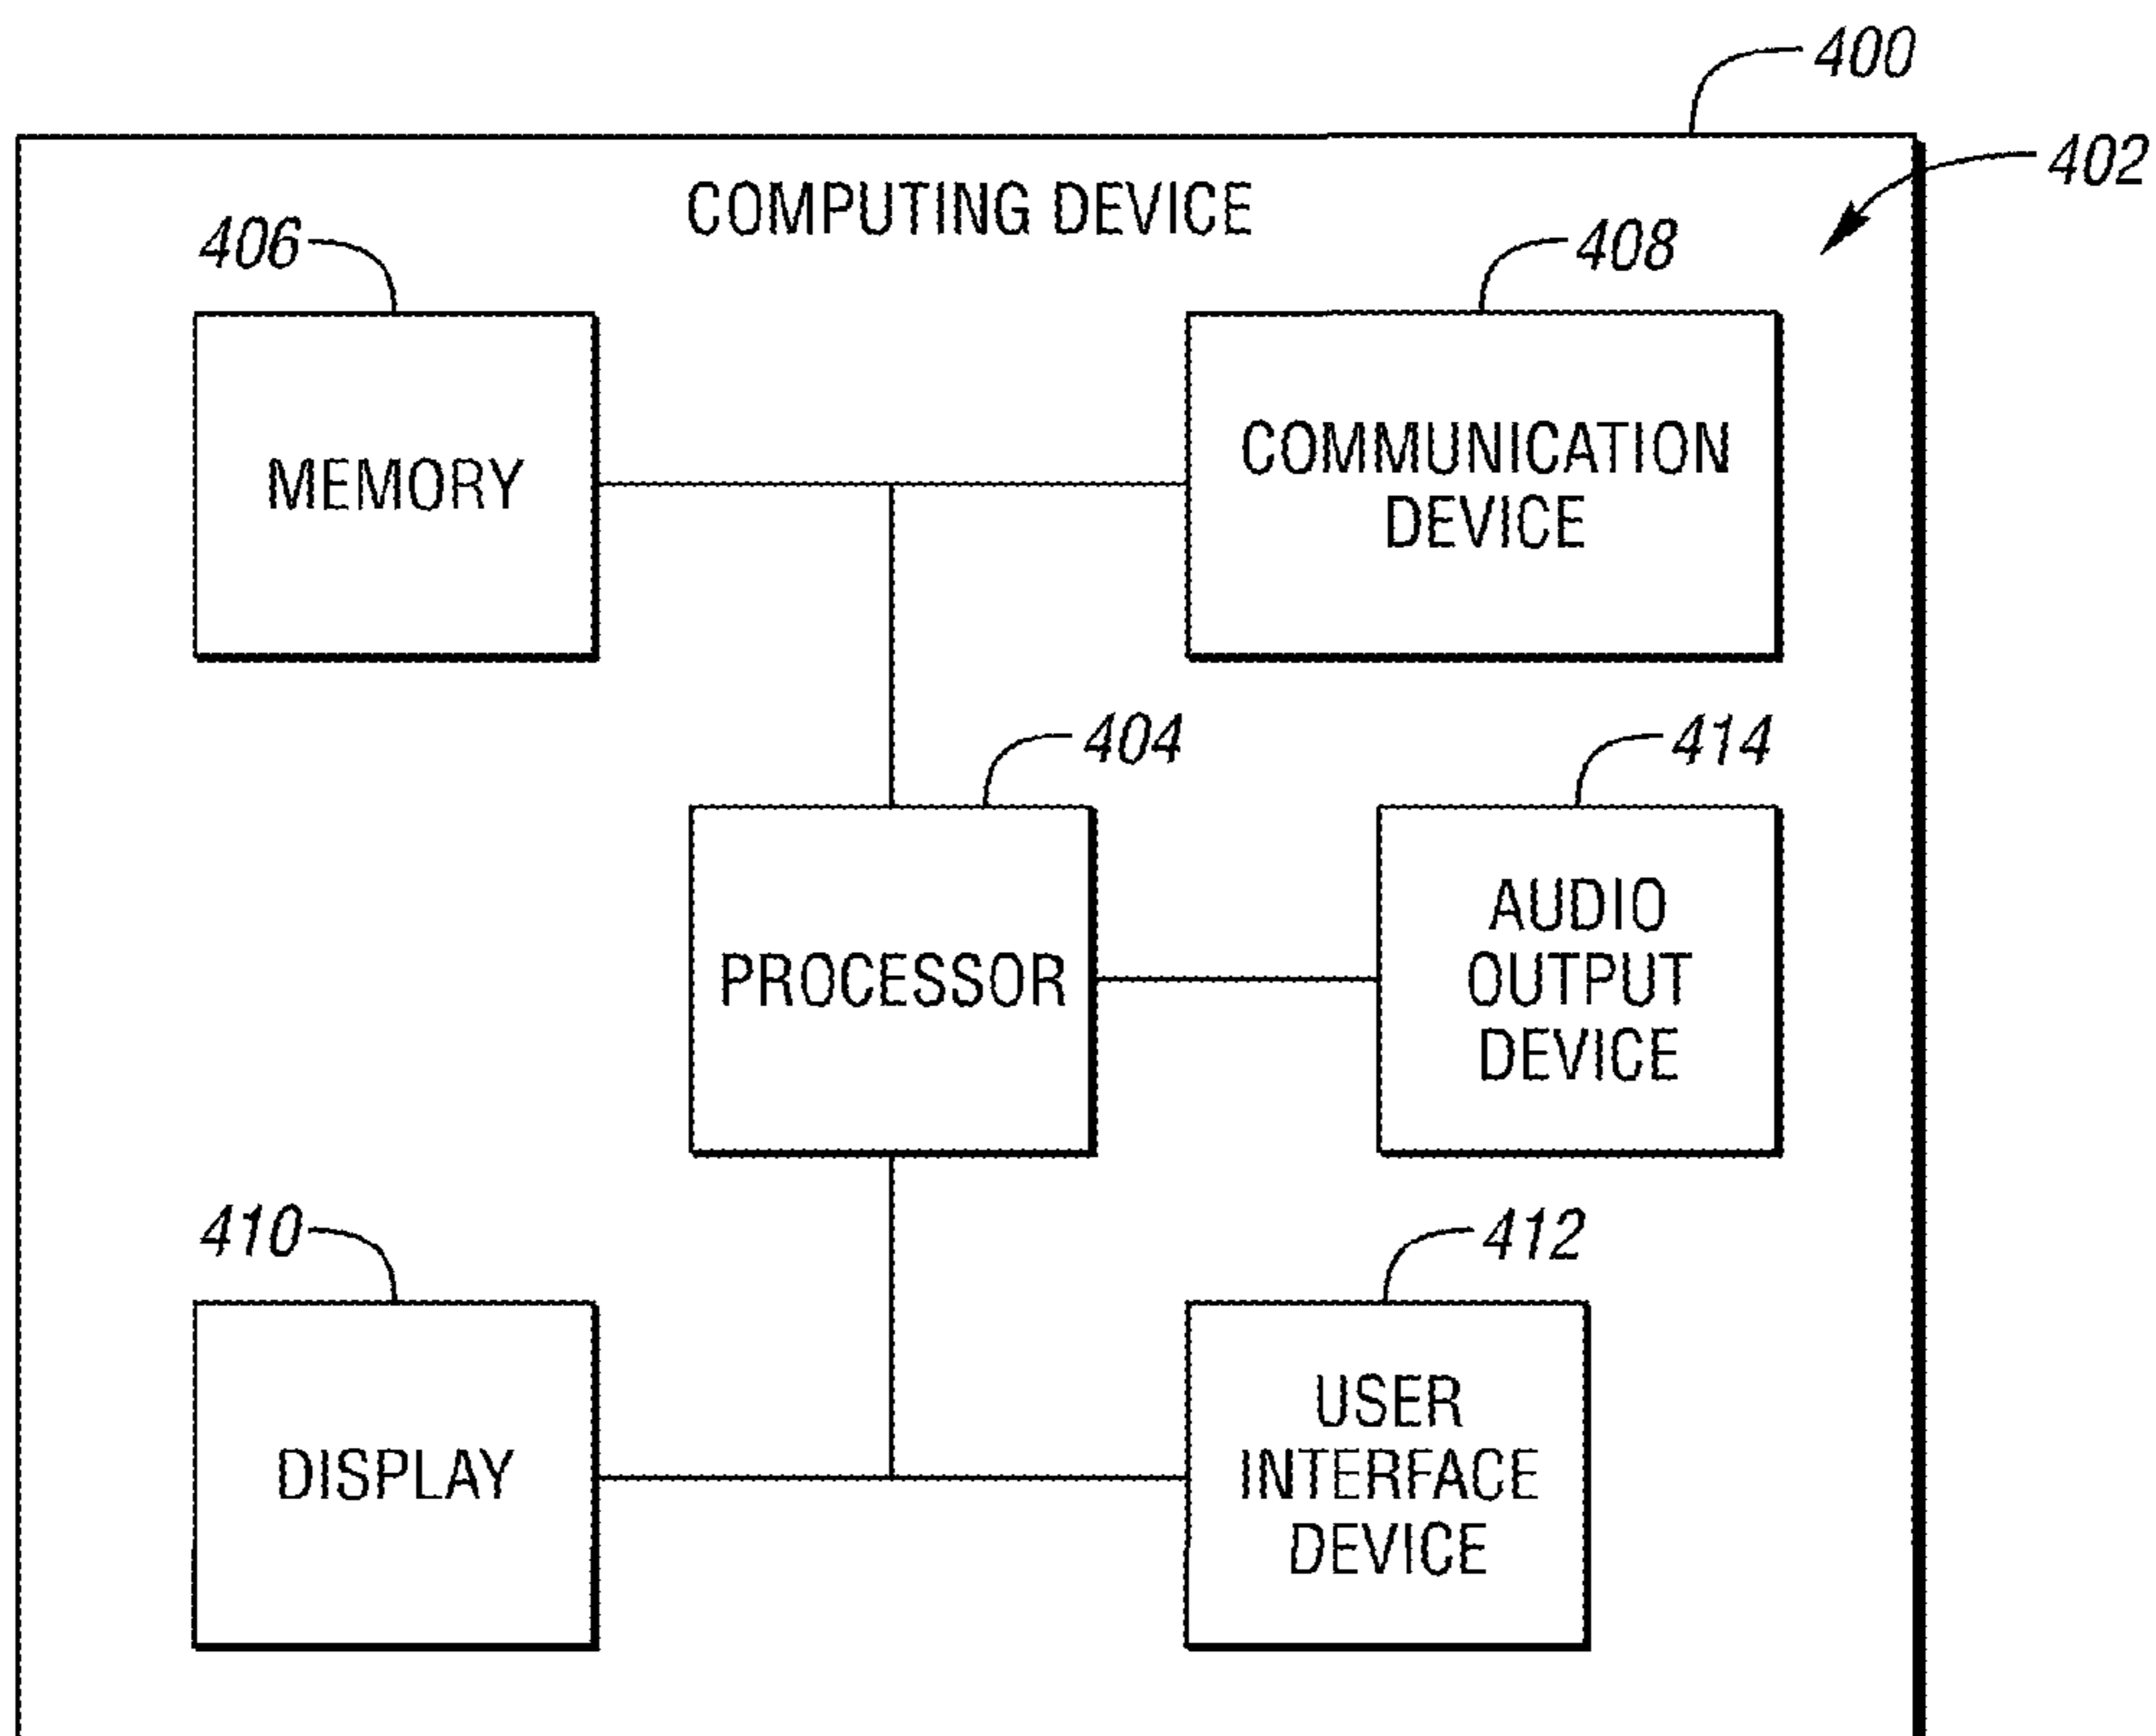 400
402
COMPUTING DEVICE
406
408
MEMORY
COMMUNICATION
DEVICE
404
414
PROCESSOR
AUDIO
OUTPUT
DEVICE
410
412
DISPLAY
USER
INTERFACE
DEVICE